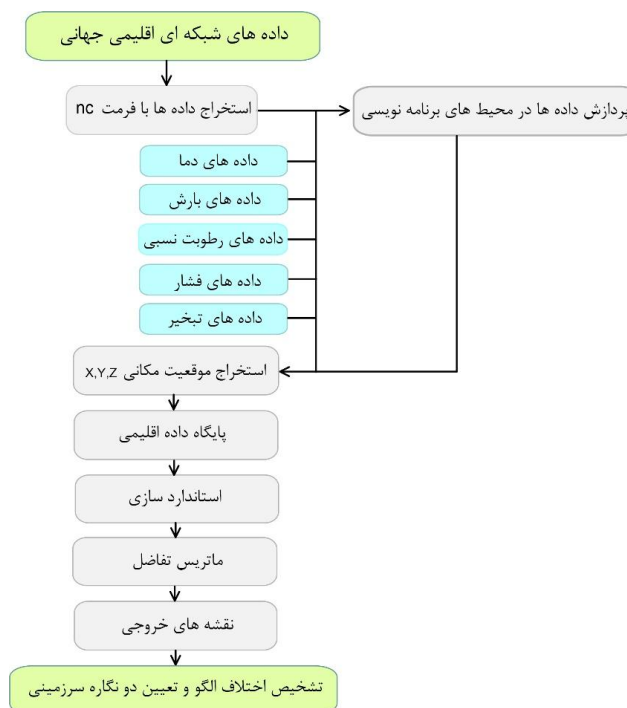 داده های شبکه ای اقلیمی جهانی
استخراج داده ها با فرمت nc
پردازش داده ها در محیط های برنامه نویسی
داده های دما
داده های بارش
داده های رطوبت نسبی
داده های فشار
داده های تبخیر
استخراج موقعیت مکانی X,Y,Z
پایگاه داده اقلیمی
استاندارد سازی
ماتریس تفاضل
نقشه های خروجی
تشخیص اختلاف الگو و تعیین دو نگاره سرزمینی